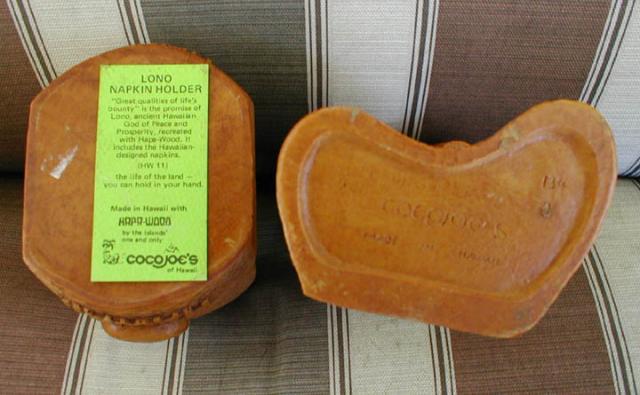 LONO
NAPKIN HOLDER
"Great qualities of life's
bounty" is the promise of
Lono, ancient Hawaiian
God of Peace and
Prosperity, recreated
with Hapa-Wood. It
includes the Hawaiian-
designed napkins.
(HW 11)
the life of the land —
you can hold in your hand.
Made in Hawaii with
HAPA-WOOD
by the Islands'
one and only
COCOJOE'S
of Hawaii
COCOJOE'S
MADE IN HAWAII